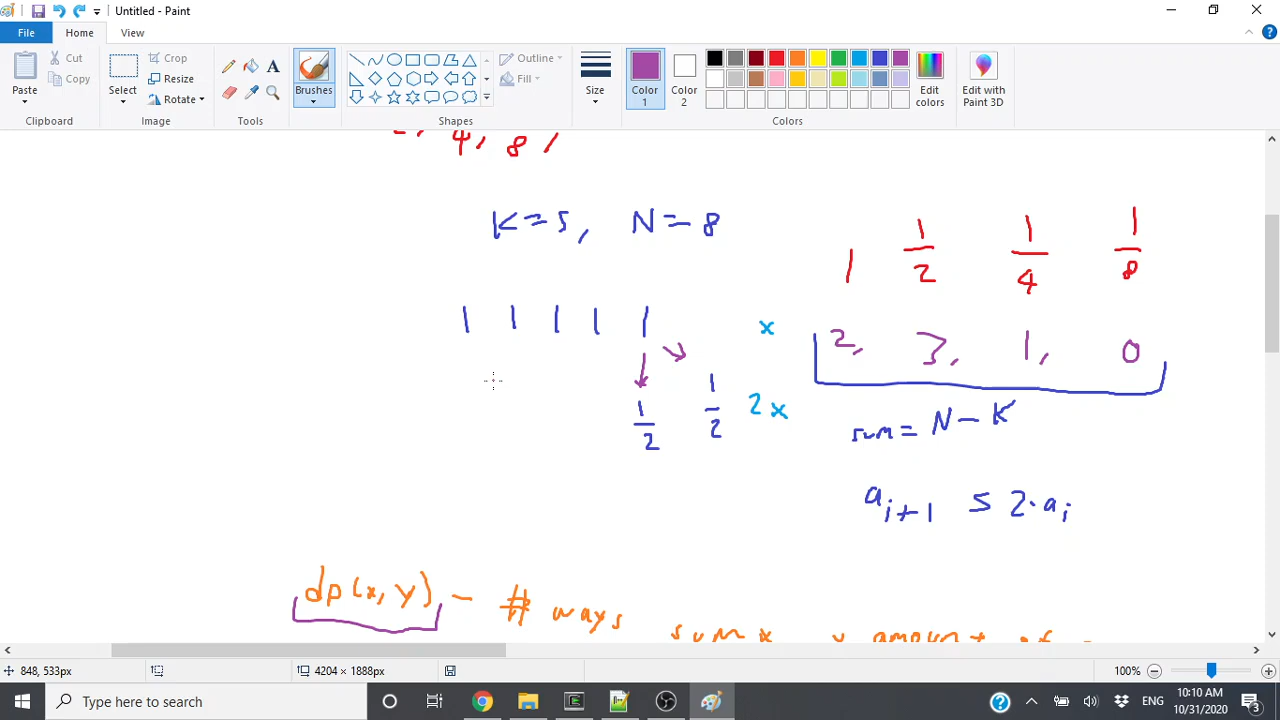 Untitled - Paint
File
Home
View
Paste
Cut
Copy
Clipboard
Select
Crop
Resize
Rotate
Image
A
Tools
Brushes
Outline
Fill
Shapes
Size
Color 1
Color 2
Edit colors
Colors
Edit with Paint 3D
4, 8,
K=5, N=8
1 1/2 1/4 1/8
1 1 1 1 1 x
2, 3, 1, 0
1/2 1/2 2x
sum = N - K
a i+1 ≤ 2·a i
dp(x, y) - # ways
sum x y amount of
848, 533px
4204 × 1888px
100%
Type here to search
ENG
10:10 AM
10/31/2020
3